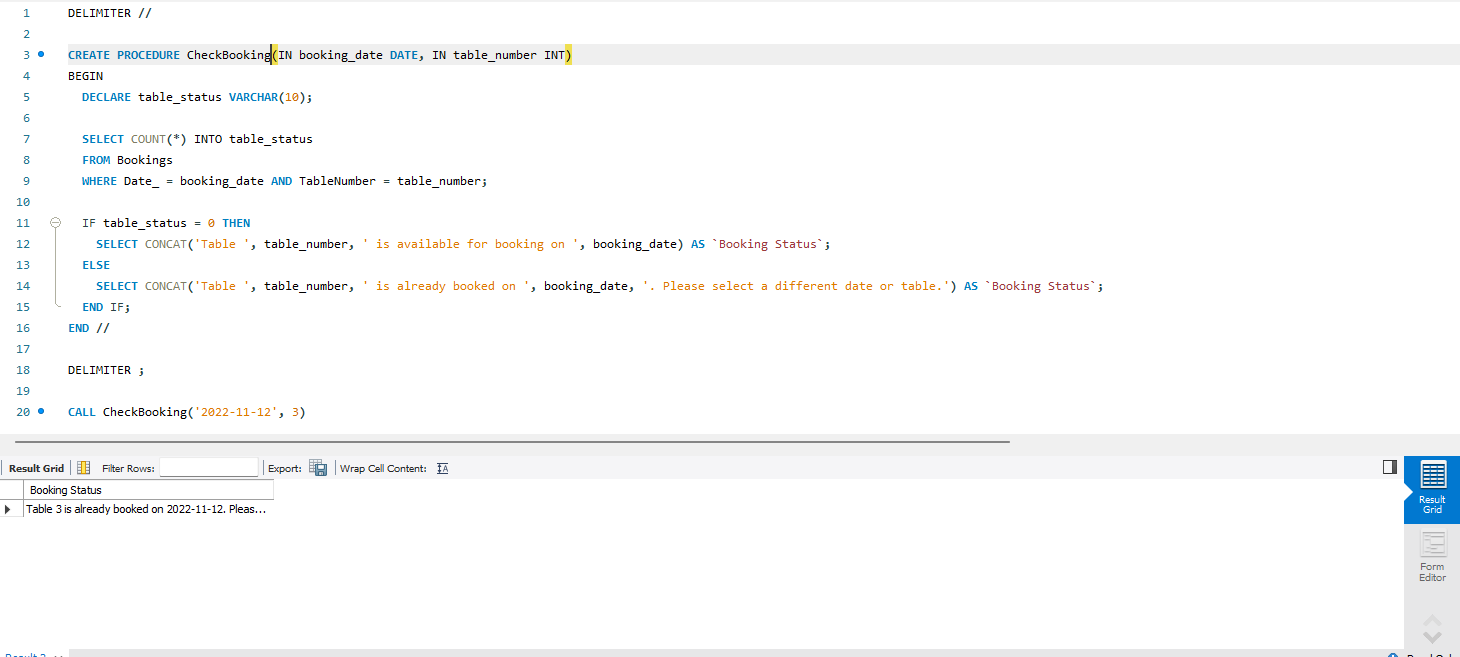 1 DELIMITER //
2
3 CREATE PROCEDURE CheckBooking(IN booking_date DATE, IN table_number INT)
4 BEGIN
5 DECLARE table_status VARCHAR(10);
6
7 SELECT COUNT(*) INTO table_status
8 FROM Bookings
9 WHERE Date_ = booking_date AND TableNumber = table_number;
10
11 IF table_status = 0 THEN
12 SELECT CONCAT('Table ', table_number, ' is available for booking on ', booking_date) AS `Booking Status`;
13 ELSE
14 SELECT CONCAT('Table ', table_number, ' is already booked on ', booking_date, '. Please select a different date or table.') AS `Booking Status`;
15 END IF;
16 END //
17
18 DELIMITER ;
19
20 CALL CheckBooking('2022-11-12', 3)
Result Grid Filter Rows: Export: Wrap Cell Content: IA
Booking Status
Table 3 is already booked on 2022-11-12. Pleas...
Result
Grid
Form
Editor